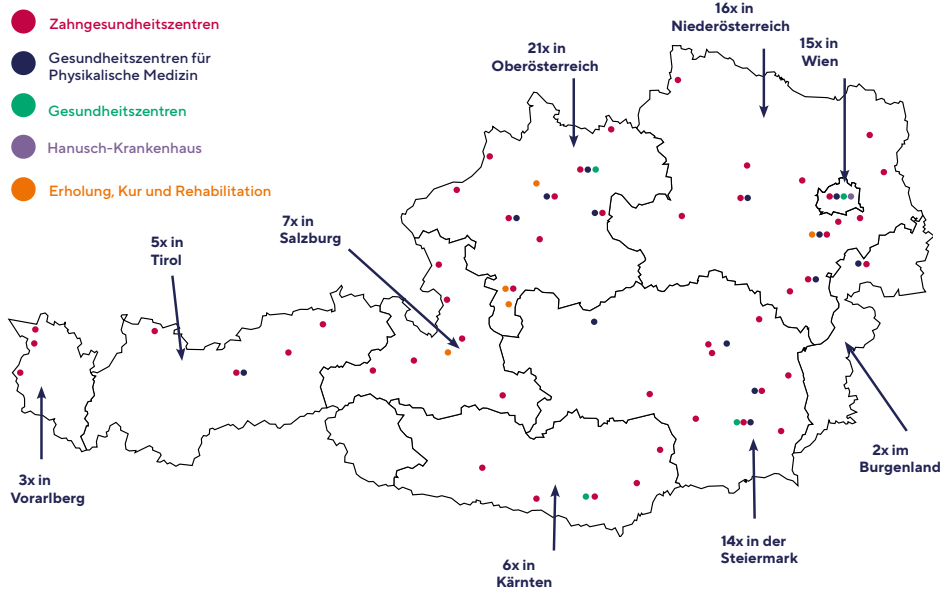 Zahngesundheitszentren
Gesundheitszentren für
Physikalische Medizin
Gesundheitszentren
Hanusch-Krankenhaus
Erholung, Kur und Rehabilitation
16x in
Niederösterreich
21x in
Oberösterreich
15x in
Wien
7x in
Salzburg
5x in
Tirol
3x in
Vorarlberg
2x im
Burgenland
14x in der
Steiermark
6x in
Kärnten